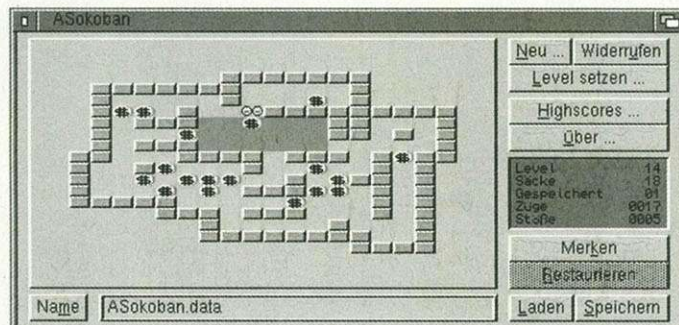 ASokoban
Neu ... Widerrufen
Level setzen ...
Highscores ...
Über ...
Level 14
Säcke 18
Gespeichert 01
Züge 0017
Stöße 0005
Merken
Restaurieren
Name ASokoban.data Laden Speichern